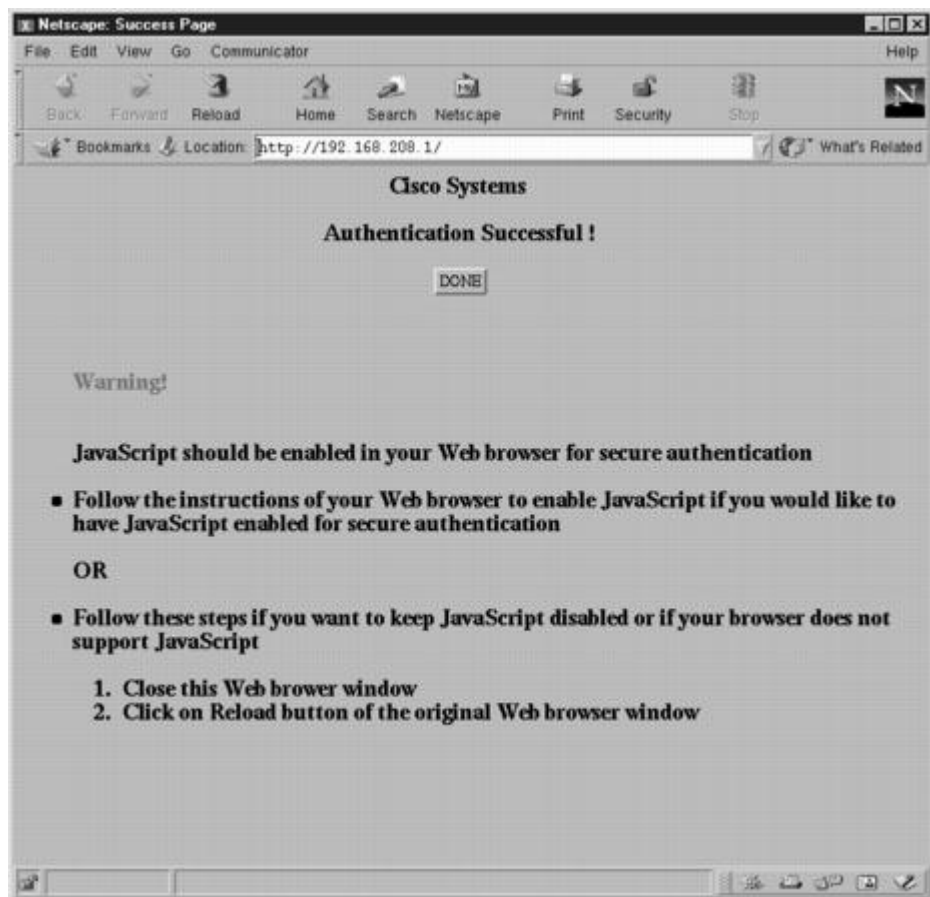 Netscape: Success Page
File Edit View Go Communicator Help
Back Forward Reload Home Search Netscape Print Security Stop
Bookmarks Location: http://192.168.208.1/ What's Related
Cisco Systems
Authentication Successful !
DONE
Warning!
JavaScript should be enabled in your Web browser for secure authentication
Follow the instructions of your Web browser to enable JavaScript if you would like to
have JavaScript enabled for secure authentication
OR
Follow these steps if you want to keep JavaScript disabled or if your browser does not
support JavaScript
1. Close this Web brower window
2. Click on Reload button of the original Web browser window